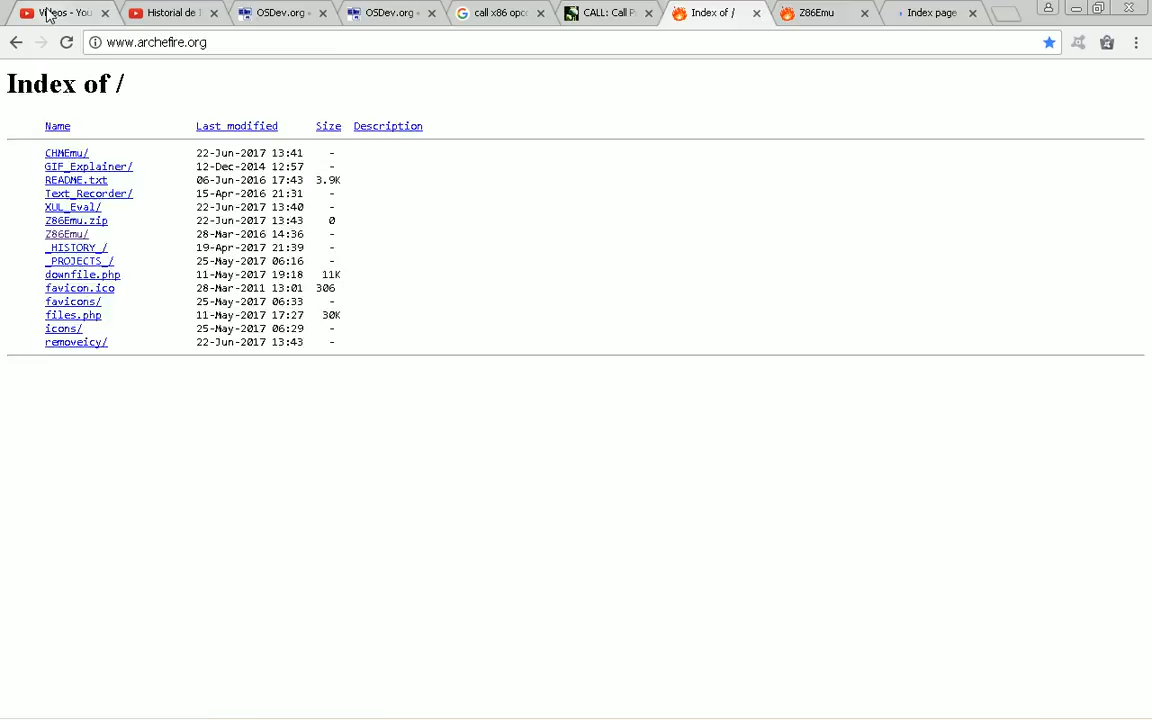 Videos - You
Historial de
OSDev.org •
OSDev.org •
call x86 opco
CALL: Call P
Index of /
Z86Emu
Index page
www.archefire.org
Index of /
Name Last modified Size Description
CHMEmu/ 22-Jun-2017 13:41 -
GIF_Explainer/ 12-Dec-2014 12:57 -
README.txt 06-Jun-2016 17:43 3.9K
Text_Recorder/ 15-Apr-2016 21:31 -
XUL_Eval/ 22-Jun-2017 13:40 -
Z86Emu.zip 22-Jun-2017 13:43 0
Z86Emu/ 28-Mar-2016 14:36 -
_HISTORY_/ 19-Apr-2017 21:39 -
_PROJECTS_/ 25-May-2017 06:16 -
downfile.php 11-May-2017 19:18 11K
favicon.ico 28-Mar-2011 13:01 306
favicons/ 25-May-2017 06:33 -
files.php 11-May-2017 17:27 30K
icons/ 25-May-2017 06:29 -
removeicy/ 22-Jun-2017 13:43 -